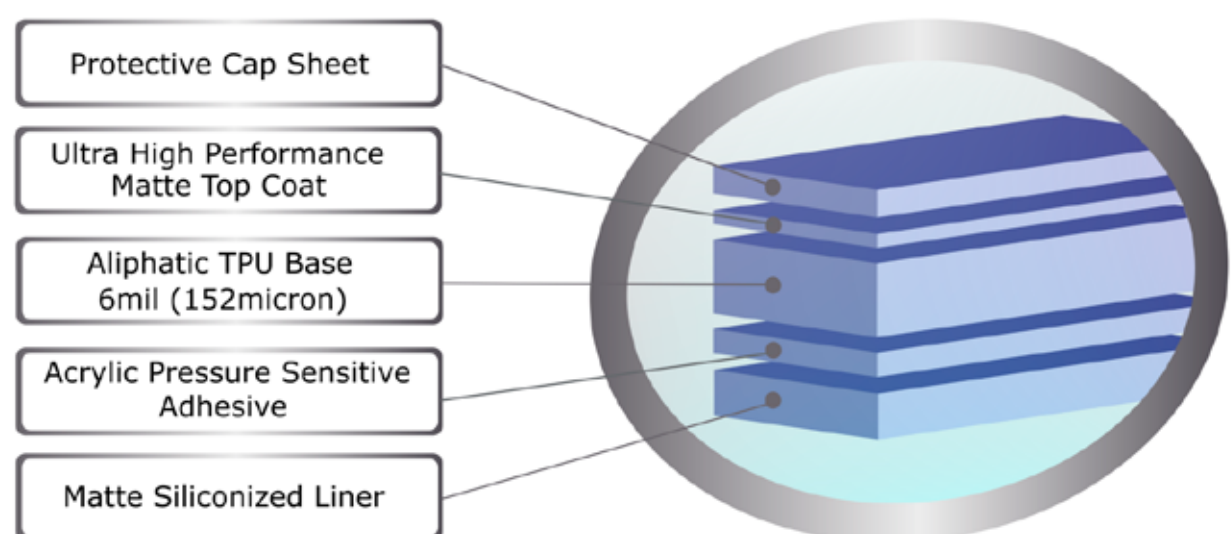 Protective Cap Sheet
Ultra High Performance
Matte Top Coat
Aliphatic TPU Base
6mil (152micron)
Acrylic Pressure Sensitive
Adhesive
Matte Siliconized Liner